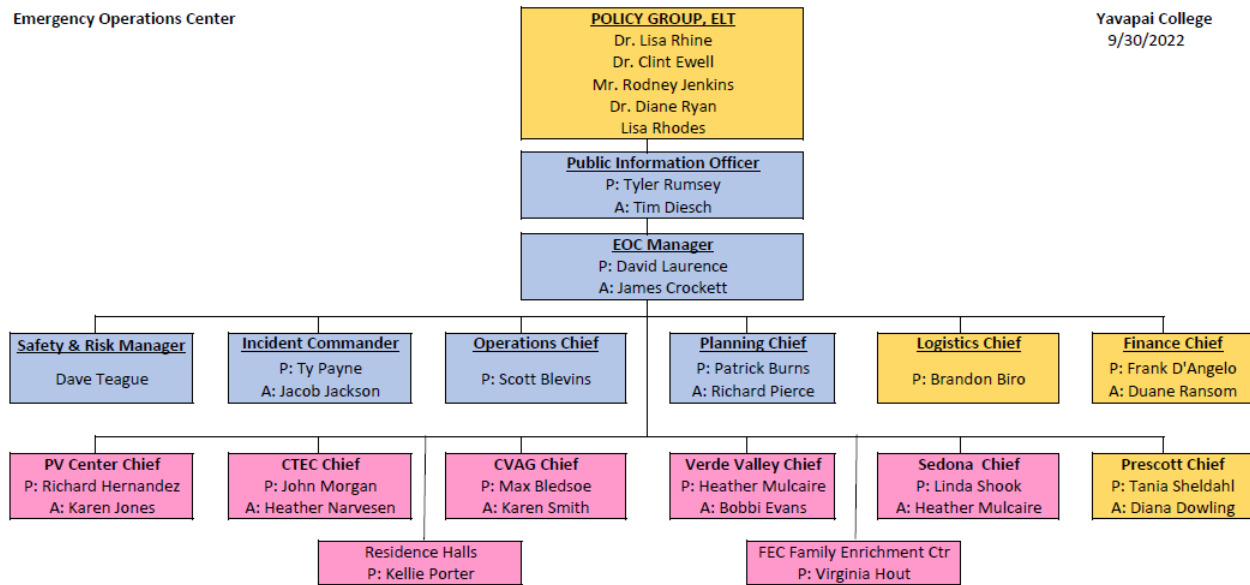 Emergency Operations Center
Yavapai College
9/30/2022
POLICY GROUP, ELT
Dr. Lisa Rhine
Dr. Clint Ewell
Mr. Rodney Jenkins
Dr. Diane Ryan
Lisa Rhodes
Public Information Officer
P: Tyler Rumsey
A: Tim Diesch
EOC Manager
P: David Laurence
A: James Crockett
Safety & Risk Manager
Dave Teague
Incident Commander
P: Ty Payne
A: Jacob Jackson
Operations Chief
P: Scott Blevins
Planning Chief
P: Patrick Burns
A: Richard Pierce
Logistics Chief
P: Brandon Biro
Finance Chief
P: Frank D'Angelo
A: Duane Ransom
PV Center Chief
P: Richard Hernandez
A: Karen Jones
CTEC Chief
P: John Morgan
A: Heather Narvesen
CVAG Chief
P: Max Bledsoe
A: Karen Smith
Verde Valley Chief
P: Heather Mulcaire
A: Bobbi Evans
Sedona Chief
P: Linda Shook
A: Heather Mulcaire
Prescott Chief
P: Tania Sheldahl
A: Diana Dowling
Residence Halls
P: Kellie Porter
FEC Family Enrichment Ctr
P: Virginia Hout